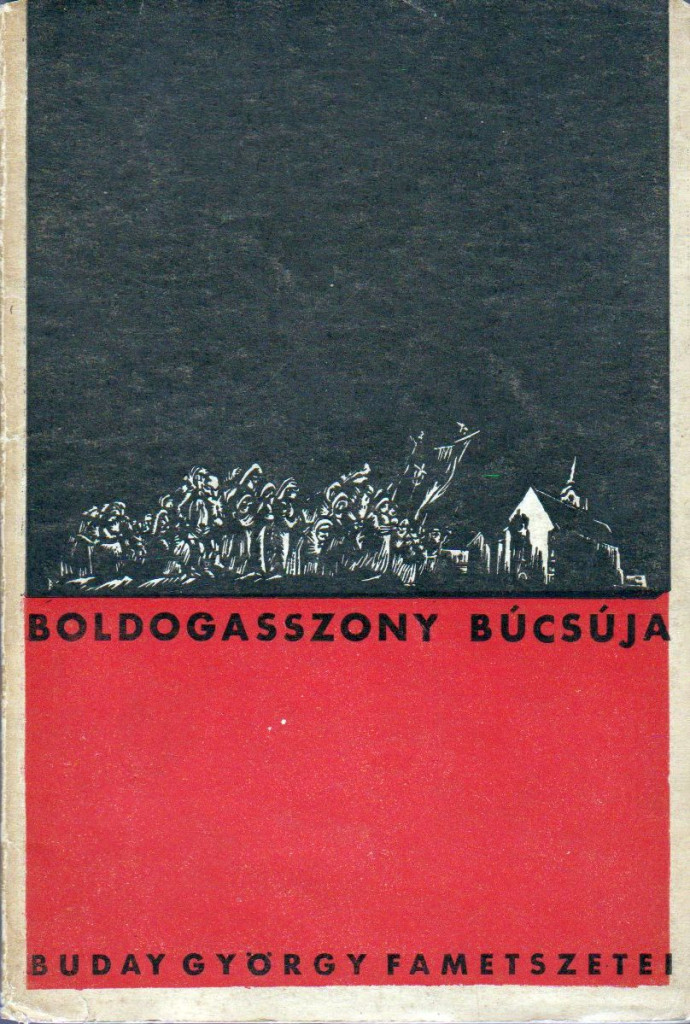 BOLDOGASSZONY BÚCSÚJA
BUDAY GYÖRGY FAMETSZETEI